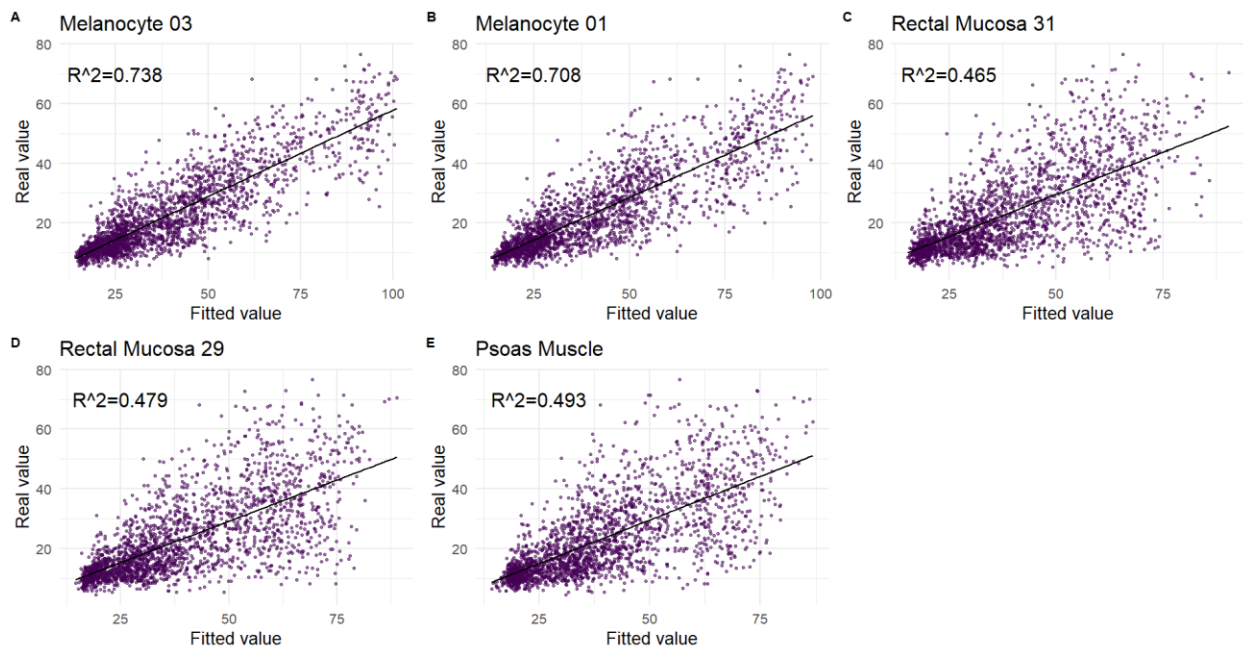 A
Melanocyte 03
80
60
40
20
Real value
R^2=0.738
25 50 75 100
Fitted value
B
Melanocyte 01
80
60
40
20
Real value
R^2=0.708
25 50 75 100
Fitted value
C
Rectal Mucosa 31
80
60
40
20
Real value
R^2=0.465
25 50 75
Fitted value
D
Rectal Mucosa 29
80
60
40
20
Real value
R^2=0.479
25 50 75
Fitted value
E
Psoas Muscle
80
60
40
20
Real value
R^2=0.493
25 50 75
Fitted value